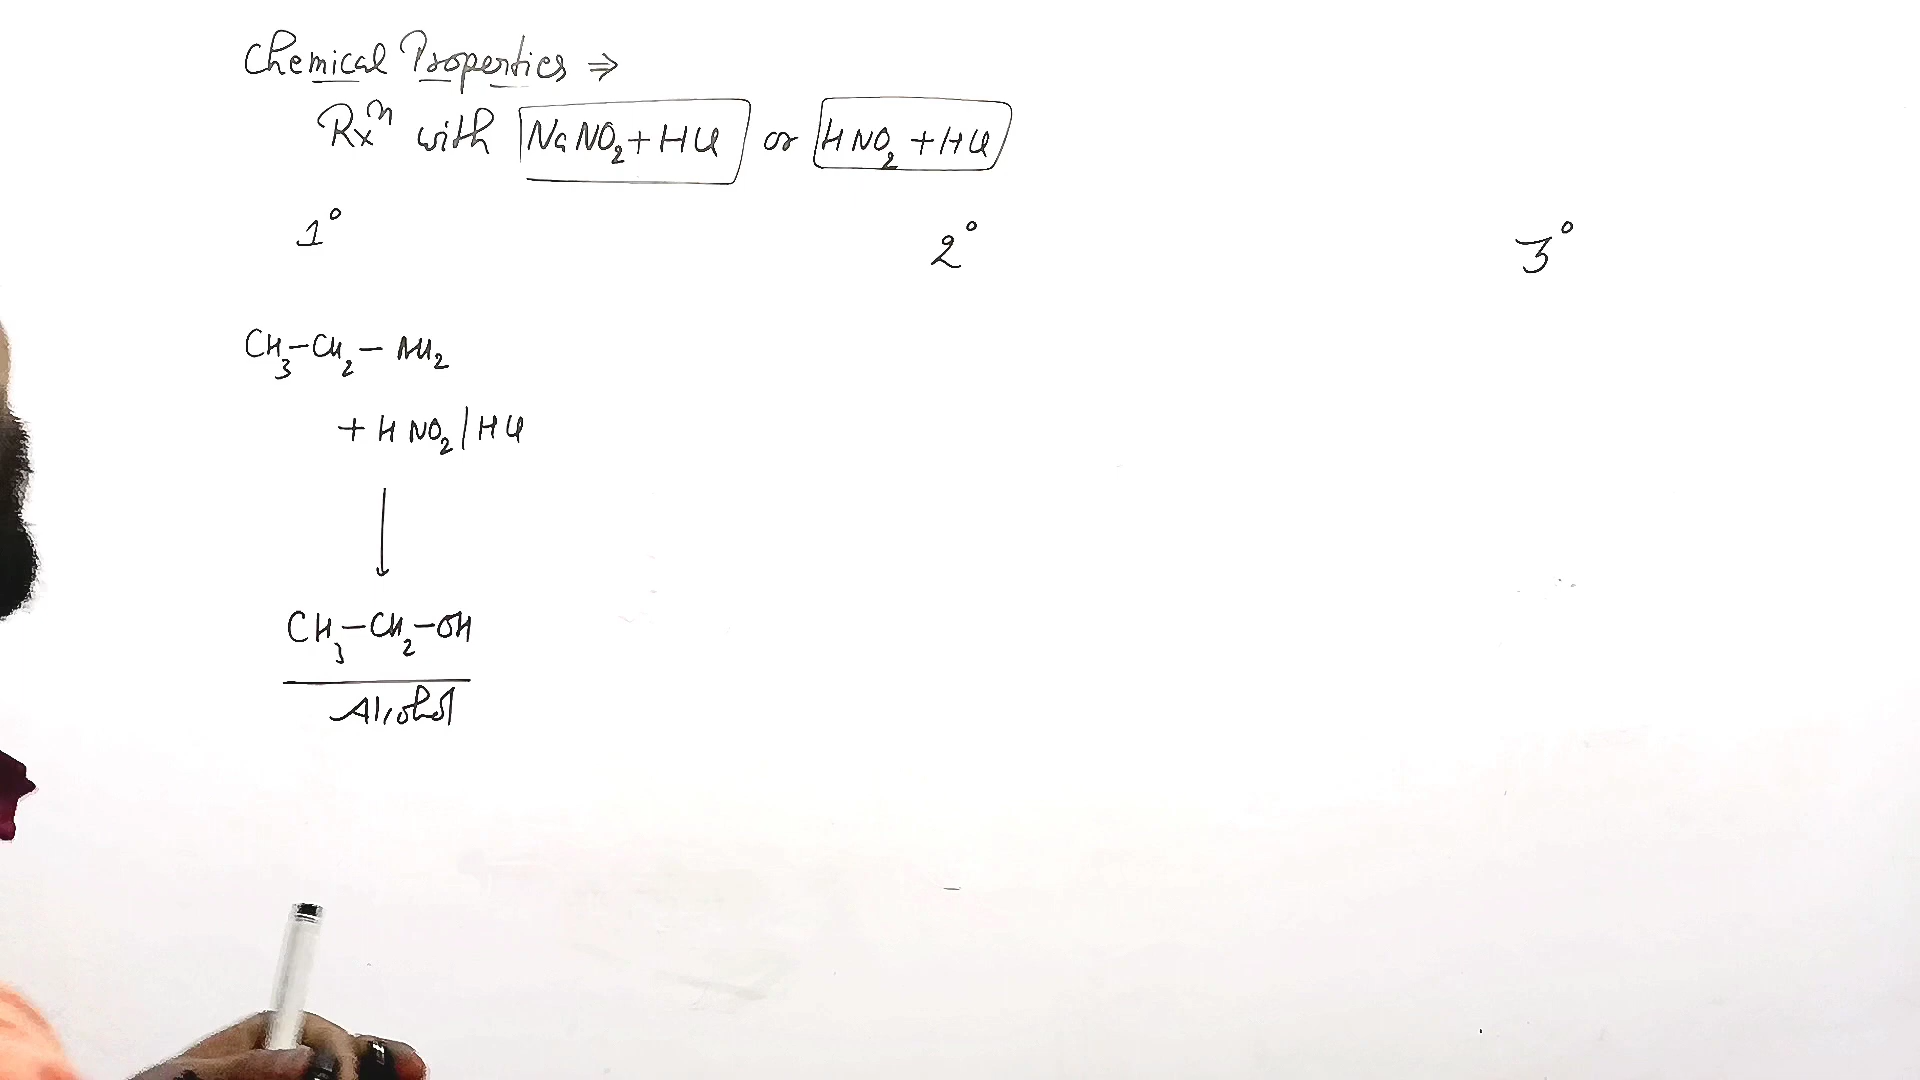 Chemical Properties ⇒
Rxⁿ with NaNO₂ + HCl or HNO₂ + HCl
1° 2° 3°
CH₃–CH₂–NH₂
+ HNO₂ | HCl
↓
CH₃–CH₂–OH
Alcohol